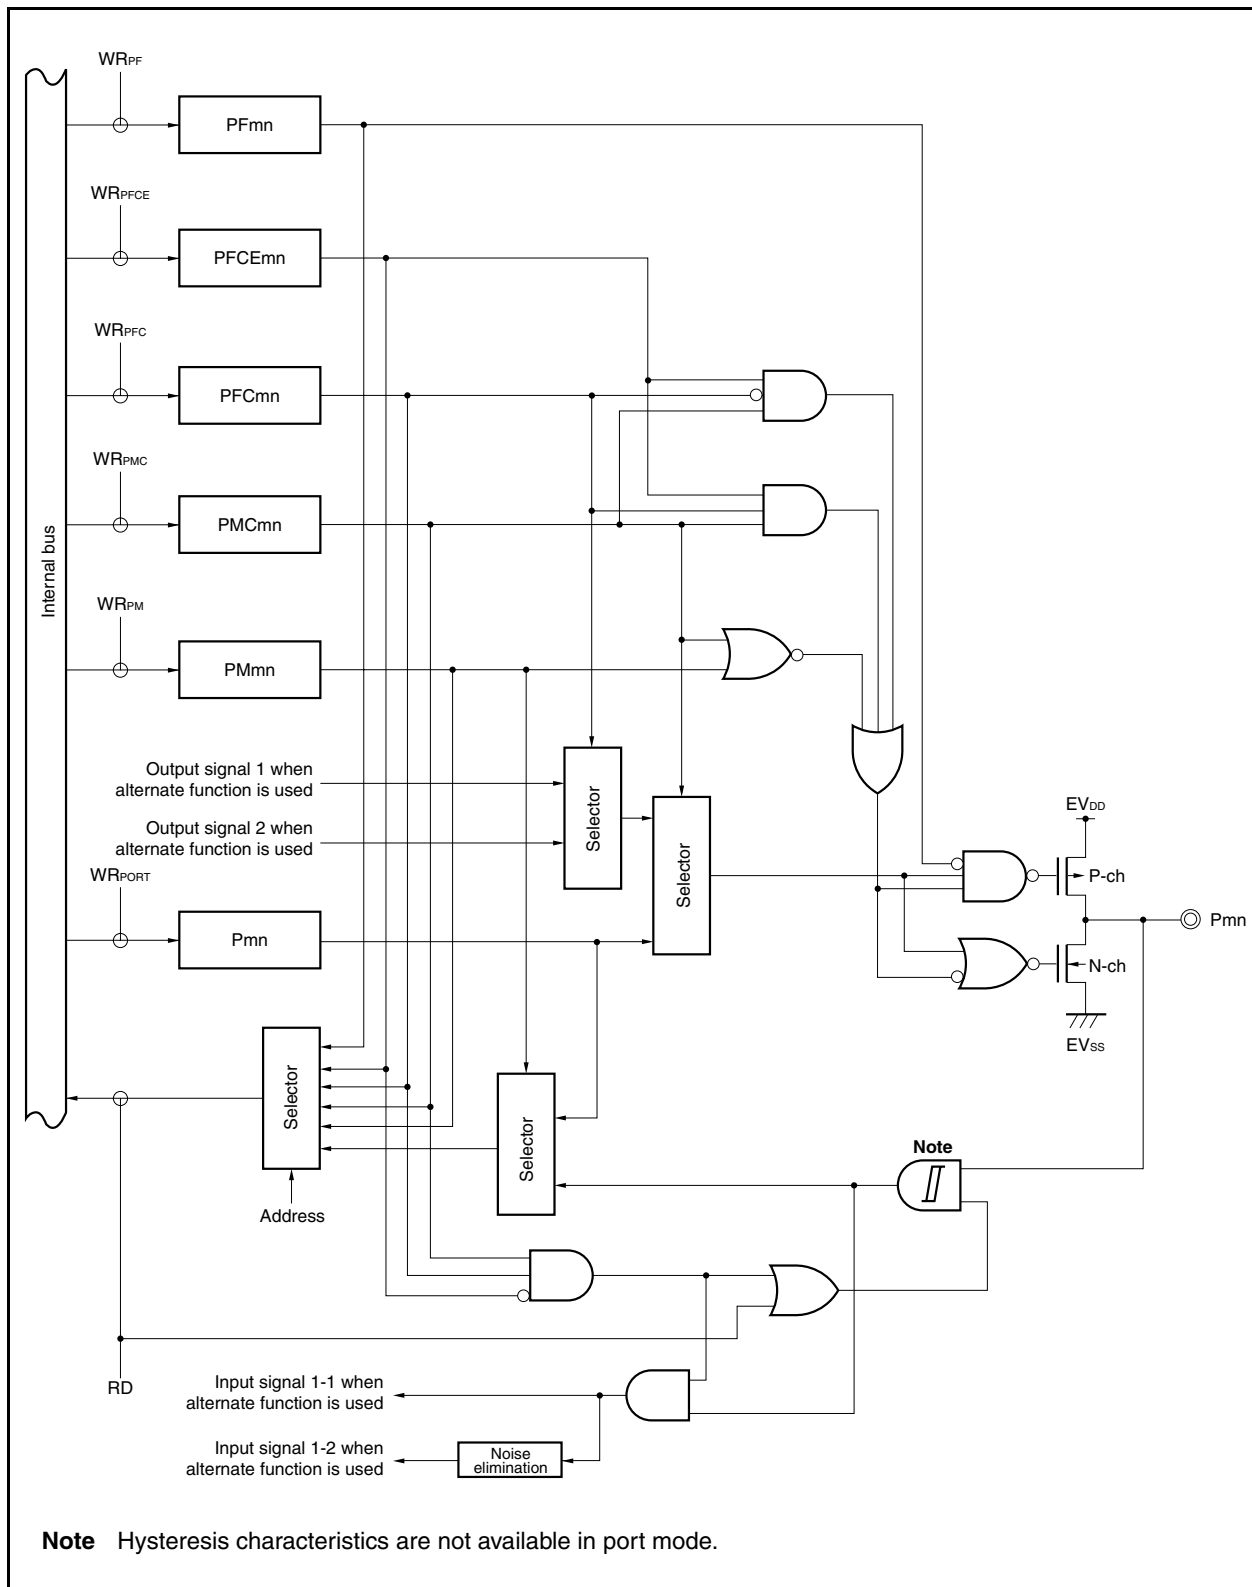 WRPF
PFmn
WRPFCE
PFCEmn
WRPFC
PFCmn
WRPMC
PMCmn
Internal bus
WRPM
PMmn
Output signal 1 when
alternate function is used
Output signal 2 when
alternate function is used
Selector
Selector
WRPORT
Pmn
EVDD
P-ch
Pmn
N-ch
EVSS
Selector
Selector
Address
Note
RD
Input signal 1-1 when
alternate function is used
Input signal 1-2 when
alternate function is used
Noise
elimination
Note Hysteresis characteristics are not available in port mode.